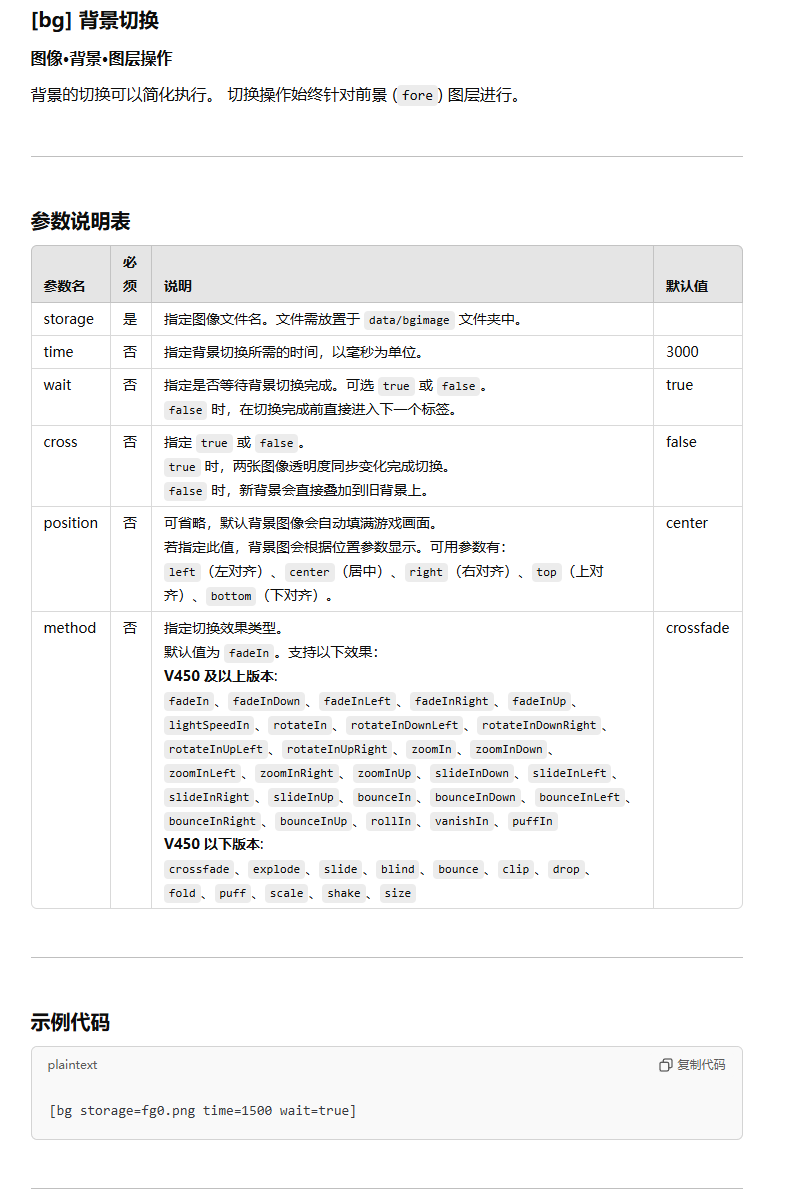 [bg] 背景切换
图像•背景•图层操作
背景的切换可以简化执行。 切换操作始终针对前景 ( fore ) 图层进行。
参数说明表
参数名 必须 说明 默认值
storage 是 指定图像文件名。文件需放置于 data/bgimage 文件夹中。
time 否 指定背景切换所需的时间，以毫秒为单位。 3000
wait 否 指定是否等待背景切换完成。可选 true 或 false 。 true
false 时，在切换完成前直接进入下一个标签。
cross 否 指定 true 或 false 。 false
true 时，两张图像透明度同步变化完成切换。
false 时，新背景会直接叠加到旧背景上。
position 否 可省略，默认背景图像会自动填满游戏画面。 center
若指定此值，背景图会根据位置参数显示。可用参数有：
left （左对齐）、 center （居中）、 right （右对齐）、 top （上对
齐）、 bottom （下对齐）。
method 否 指定切换效果类型。 crossfade
默认值为 fadeIn 。支持以下效果：
V450 及以上版本:
fadeIn 、 fadeInDown 、 fadeInLeft 、 fadeInRight 、 fadeInUp 、
lightSpeedIn 、 rotateIn 、 rotateInDownLeft 、 rotateInDownRight 、
rotateInUpLeft 、 rotateInUpRight 、 zoomIn 、 zoomInDown 、
zoomInLeft 、 zoomInRight 、 zoomInUp 、 slideInDown 、 slideInLeft 、
slideInRight 、 slideInUp 、 bounceIn 、 bounceInDown 、 bounceInLeft 、
bounceInRight 、 bounceInUp 、 rollIn 、 vanishIn 、 puffIn
V450 以下版本:
crossfade 、 explode 、 slide 、 blind 、 bounce 、 clip 、 drop 、
fold 、 puff 、 scale 、 shake 、 size
示例代码
plaintext 复制代码
[bg storage=fg0.png time=1500 wait=true]